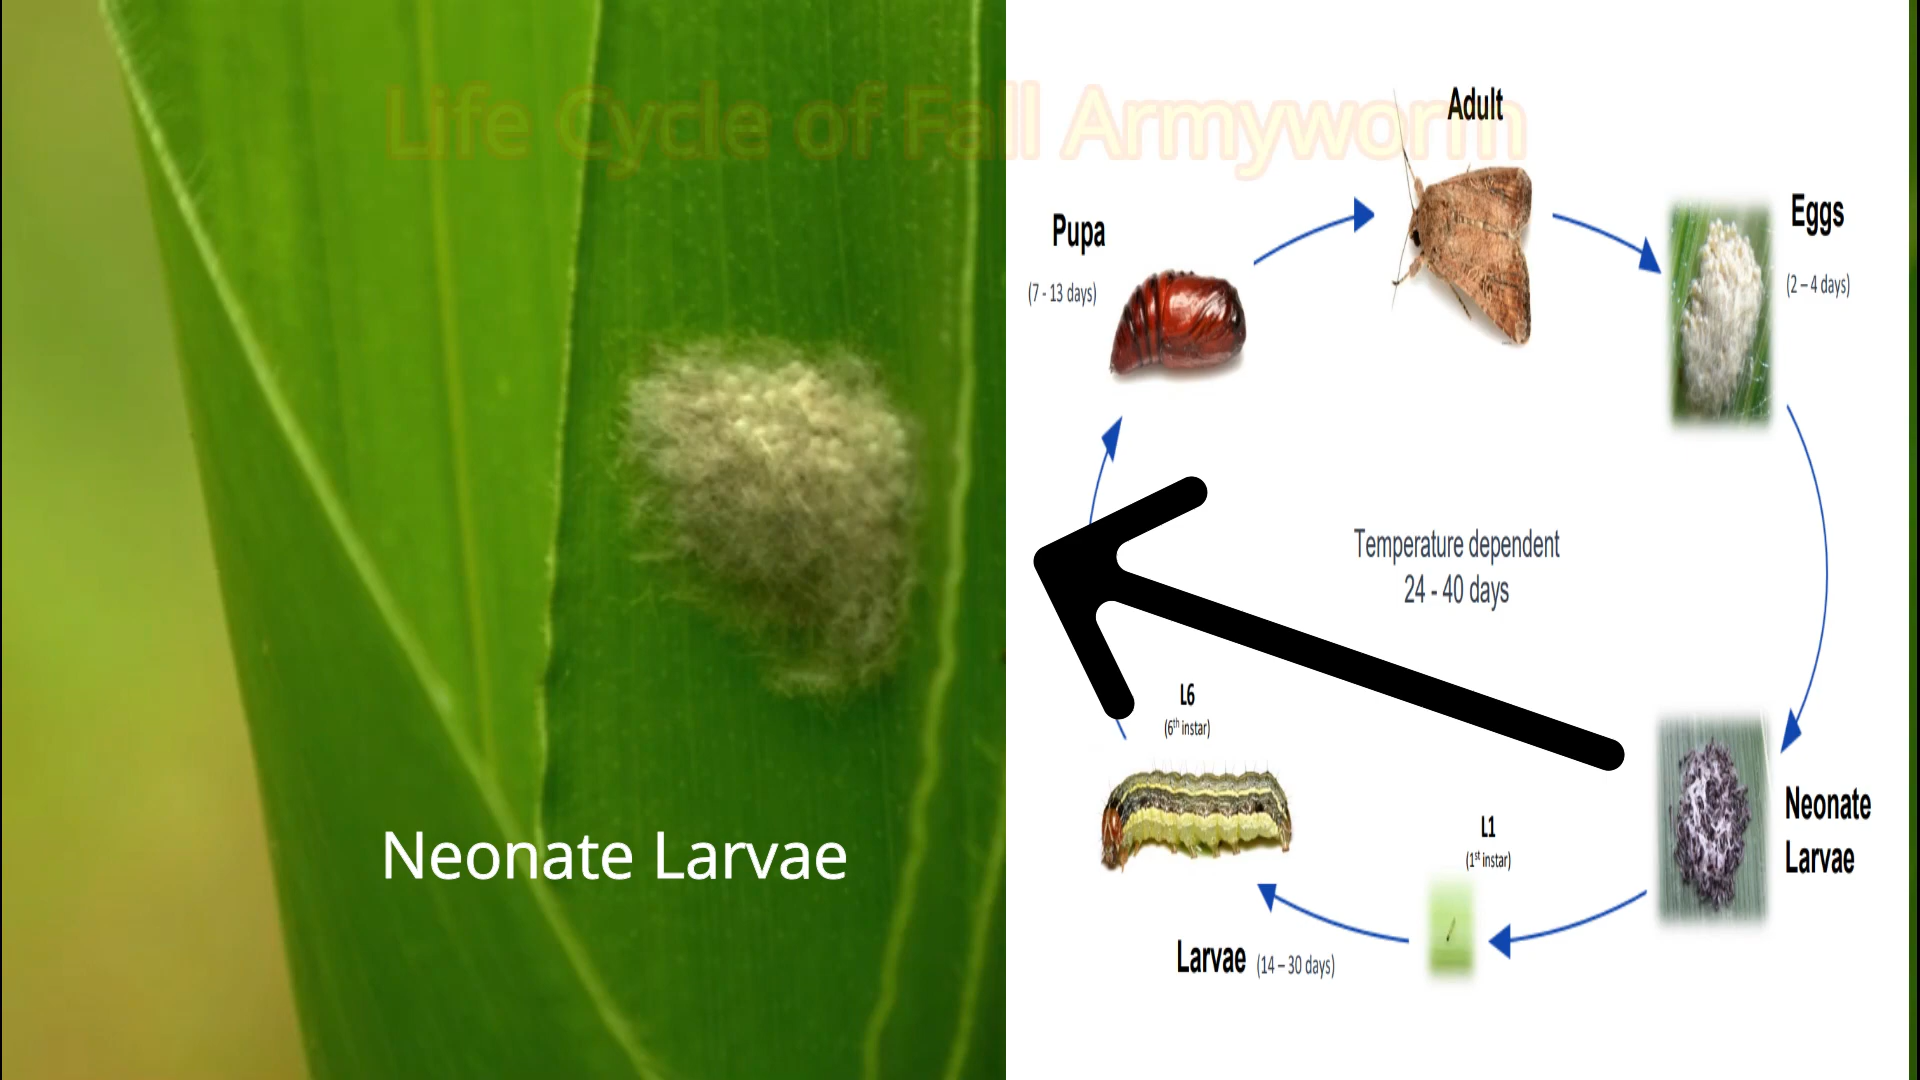 Life Cycle of Fall Armyworm
Adult
Eggs
(2 – 4 days)
Pupa
(7 - 13 days)
Temperature dependent
24 - 40 days
L6
(6th instar)
Neonate
Larvae
L1
(1st instar)
Larvae (14 – 30 days)
Neonate Larvae